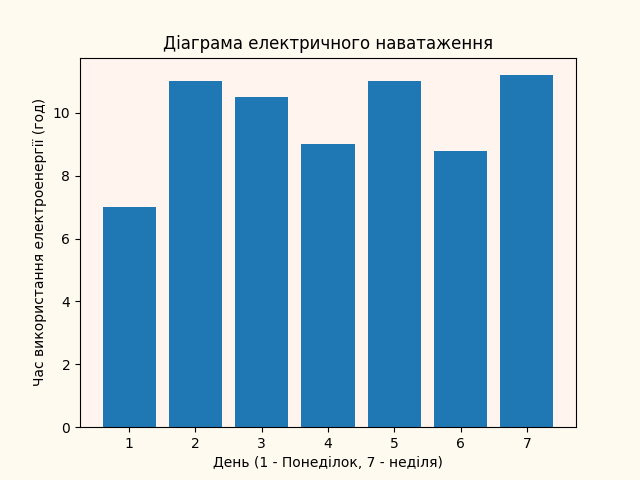 Діаграма електричного наватаження
Час використання електроенергії (год)
10
8
6
4
2
0
1 2 3 4 5 6 7
День (1 - Понеділок, 7 - неділя)